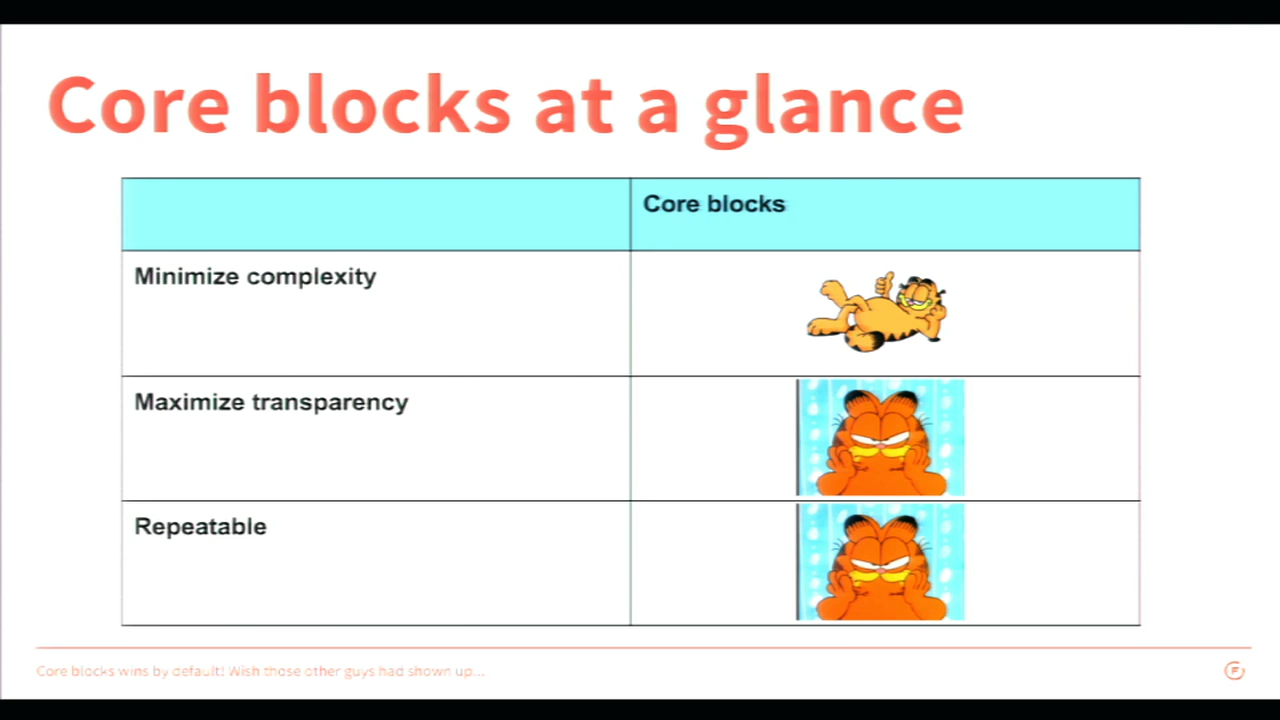 Core blocks at a glance
Core blocks
Minimize complexity
Maximize transparency
Repeatable
Core blocks wins by default! Wish those other guys had shown up...
F